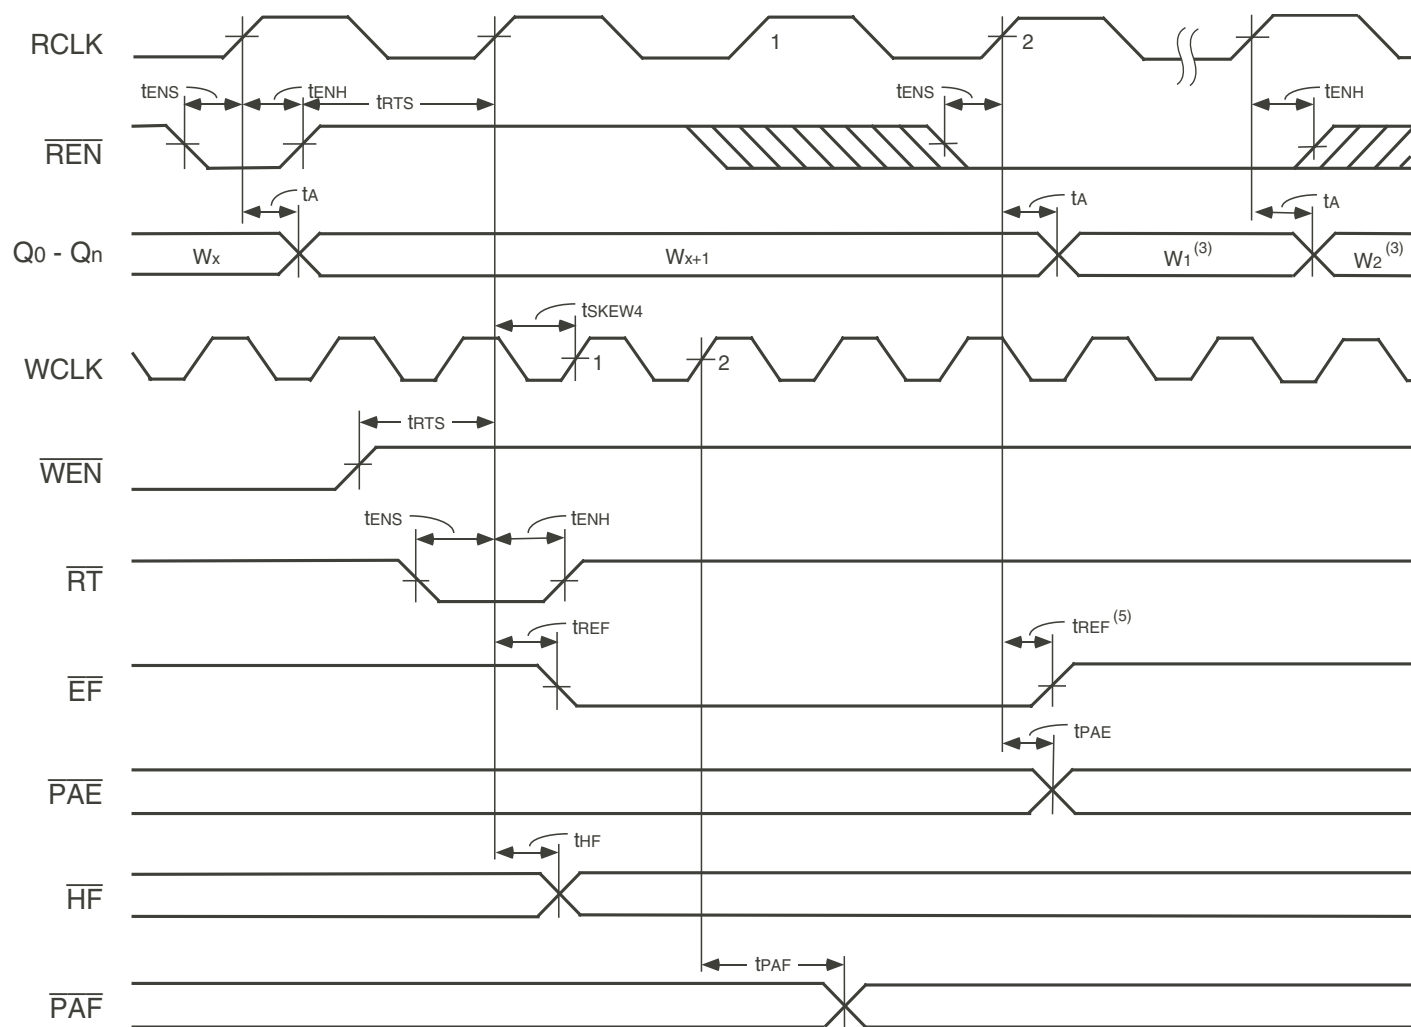 RCLK 1 2
tENS tENH tRTS tENS tENH
REN
tA tA tA
Q0 - Qn Wx Wx+1 W1 (3) W2 (3)
tSKEW4
WCLK 1 2
tRTS
WEN
tENS tENH
RT
tREF tREF (5)
EF
tPAE
PAE
tHF
HF
tPAF
PAF